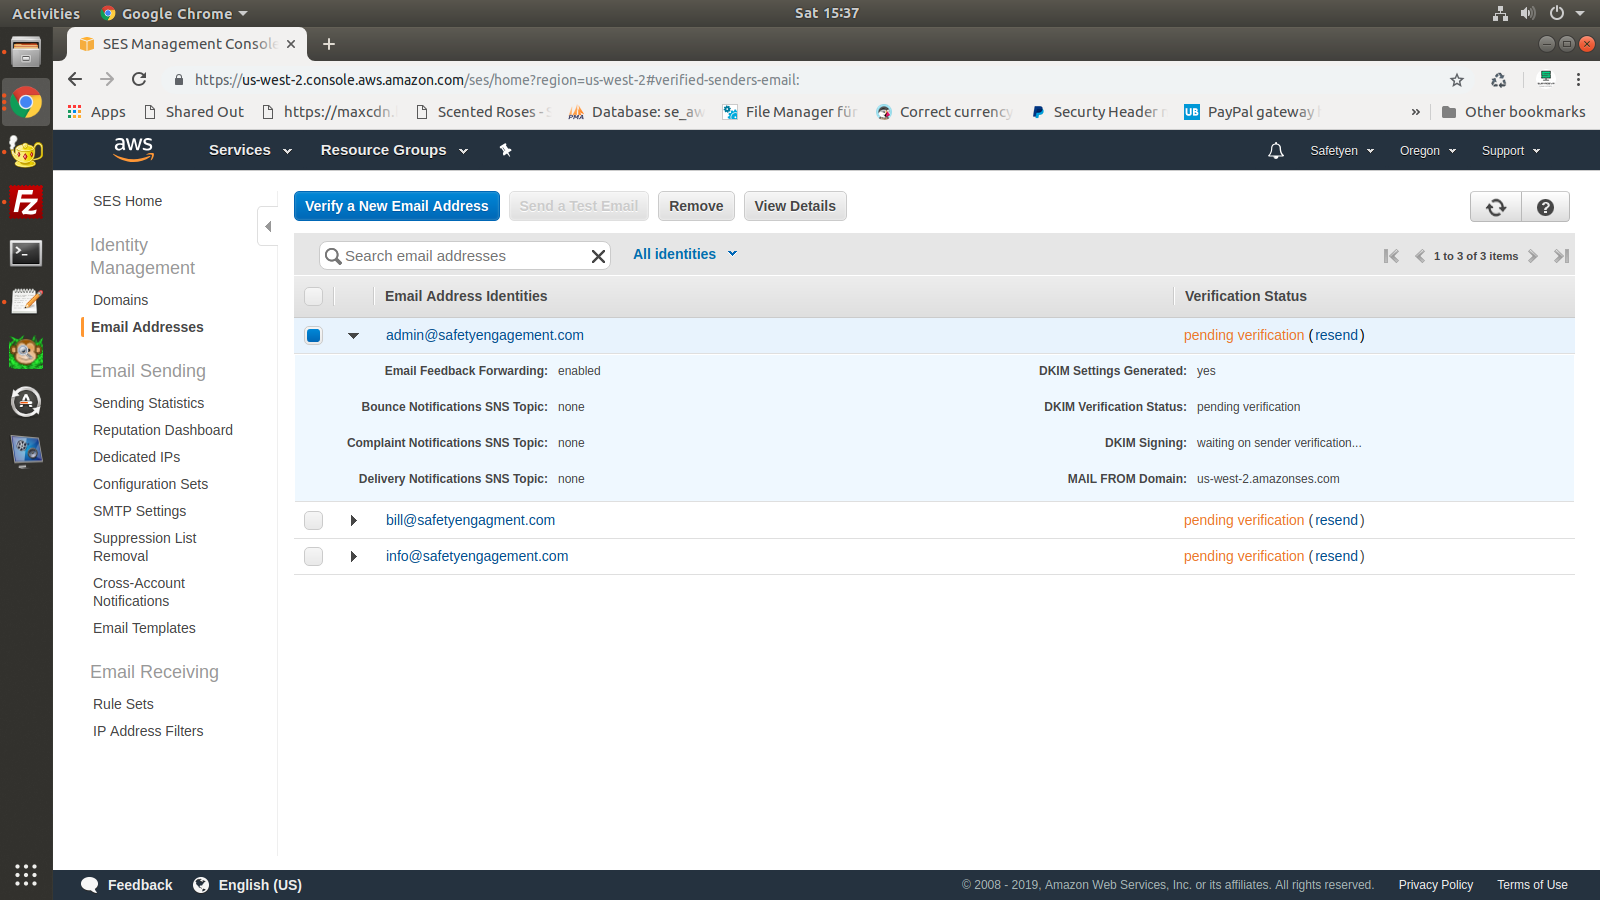 Activities Google Chrome Sat 15:37
SES Management Console
https://us-west-2.console.aws.amazon.com/ses/home?region=us-west-2#verified-senders-email:
Apps Shared Out https://maxcdn. Scented Roses - Database: se_aw File Manager für Correct currency Securty Header PayPal gateway » Other bookmarks
aws Services Resource Groups Safetyen Oregon Support
SES Home
Identity
Management
Domains
Email Addresses
Email Sending
Sending Statistics
Reputation Dashboard
Dedicated IPs
Configuration Sets
SMTP Settings
Suppression List
Removal
Cross-Account
Notifications
Email Templates
Email Receiving
Rule Sets
IP Address Filters
Verify a New Email Address Send a Test Email Remove View Details
Search email addresses All identities 1 to 3 of 3 items
Email Address Identities Verification Status
admin@safetyengagement.com pending verification (resend)
Email Feedback Forwarding: enabled DKIM Settings Generated: yes
Bounce Notifications SNS Topic: none DKIM Verification Status: pending verification
Complaint Notifications SNS Topic: none DKIM Signing: waiting on sender verification...
Delivery Notifications SNS Topic: none MAIL FROM Domain: us-west-2.amazonses.com
bill@safetyengagment.com pending verification (resend)
info@safetyengagement.com pending verification (resend)
Feedback English (US) © 2008 - 2019, Amazon Web Services, Inc. or its affiliates. All rights reserved. Privacy Policy Terms of Use